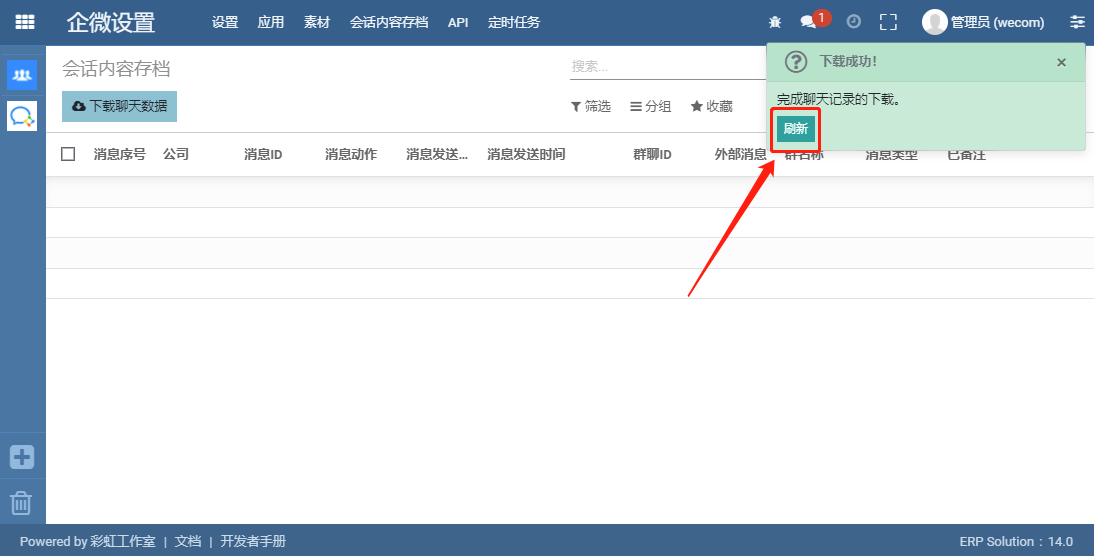 企微设置 设置 应用 素材 会话内容存档 API 定时任务 1 管理员 (wecom)
会话内容存档
搜索...
下载成功!
完成聊天记录的下载。
刷新
下载聊天数据 筛选 分组 收藏
消息序号 公司 消息ID 消息动作 消息发送... 消息发送时间 群聊ID 外部消息 群名称 消息类型 已备注
Powered by 彩虹工作室 | 文档 | 开发者手册 ERP Solution：14.0